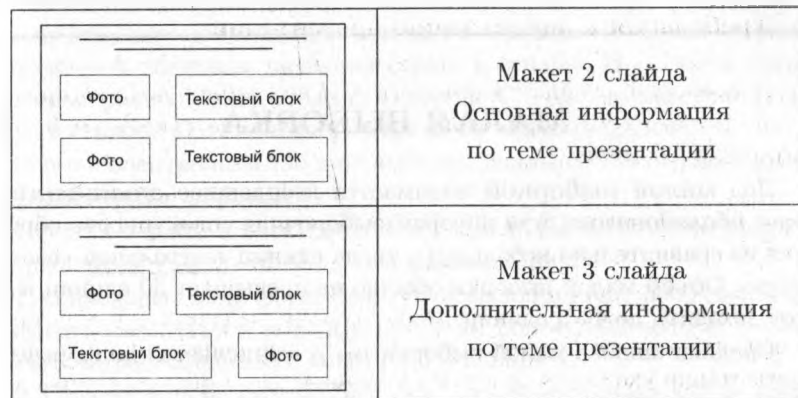 Фото
Текстовый блок
Фото
Текстовый блок
Макет 2 слайда
Основная информация
по теме презентации
Фото
Текстовый блок
Текстовый блок
Фото
Макет 3 слайда
Дополнительная информация
по теме презентации